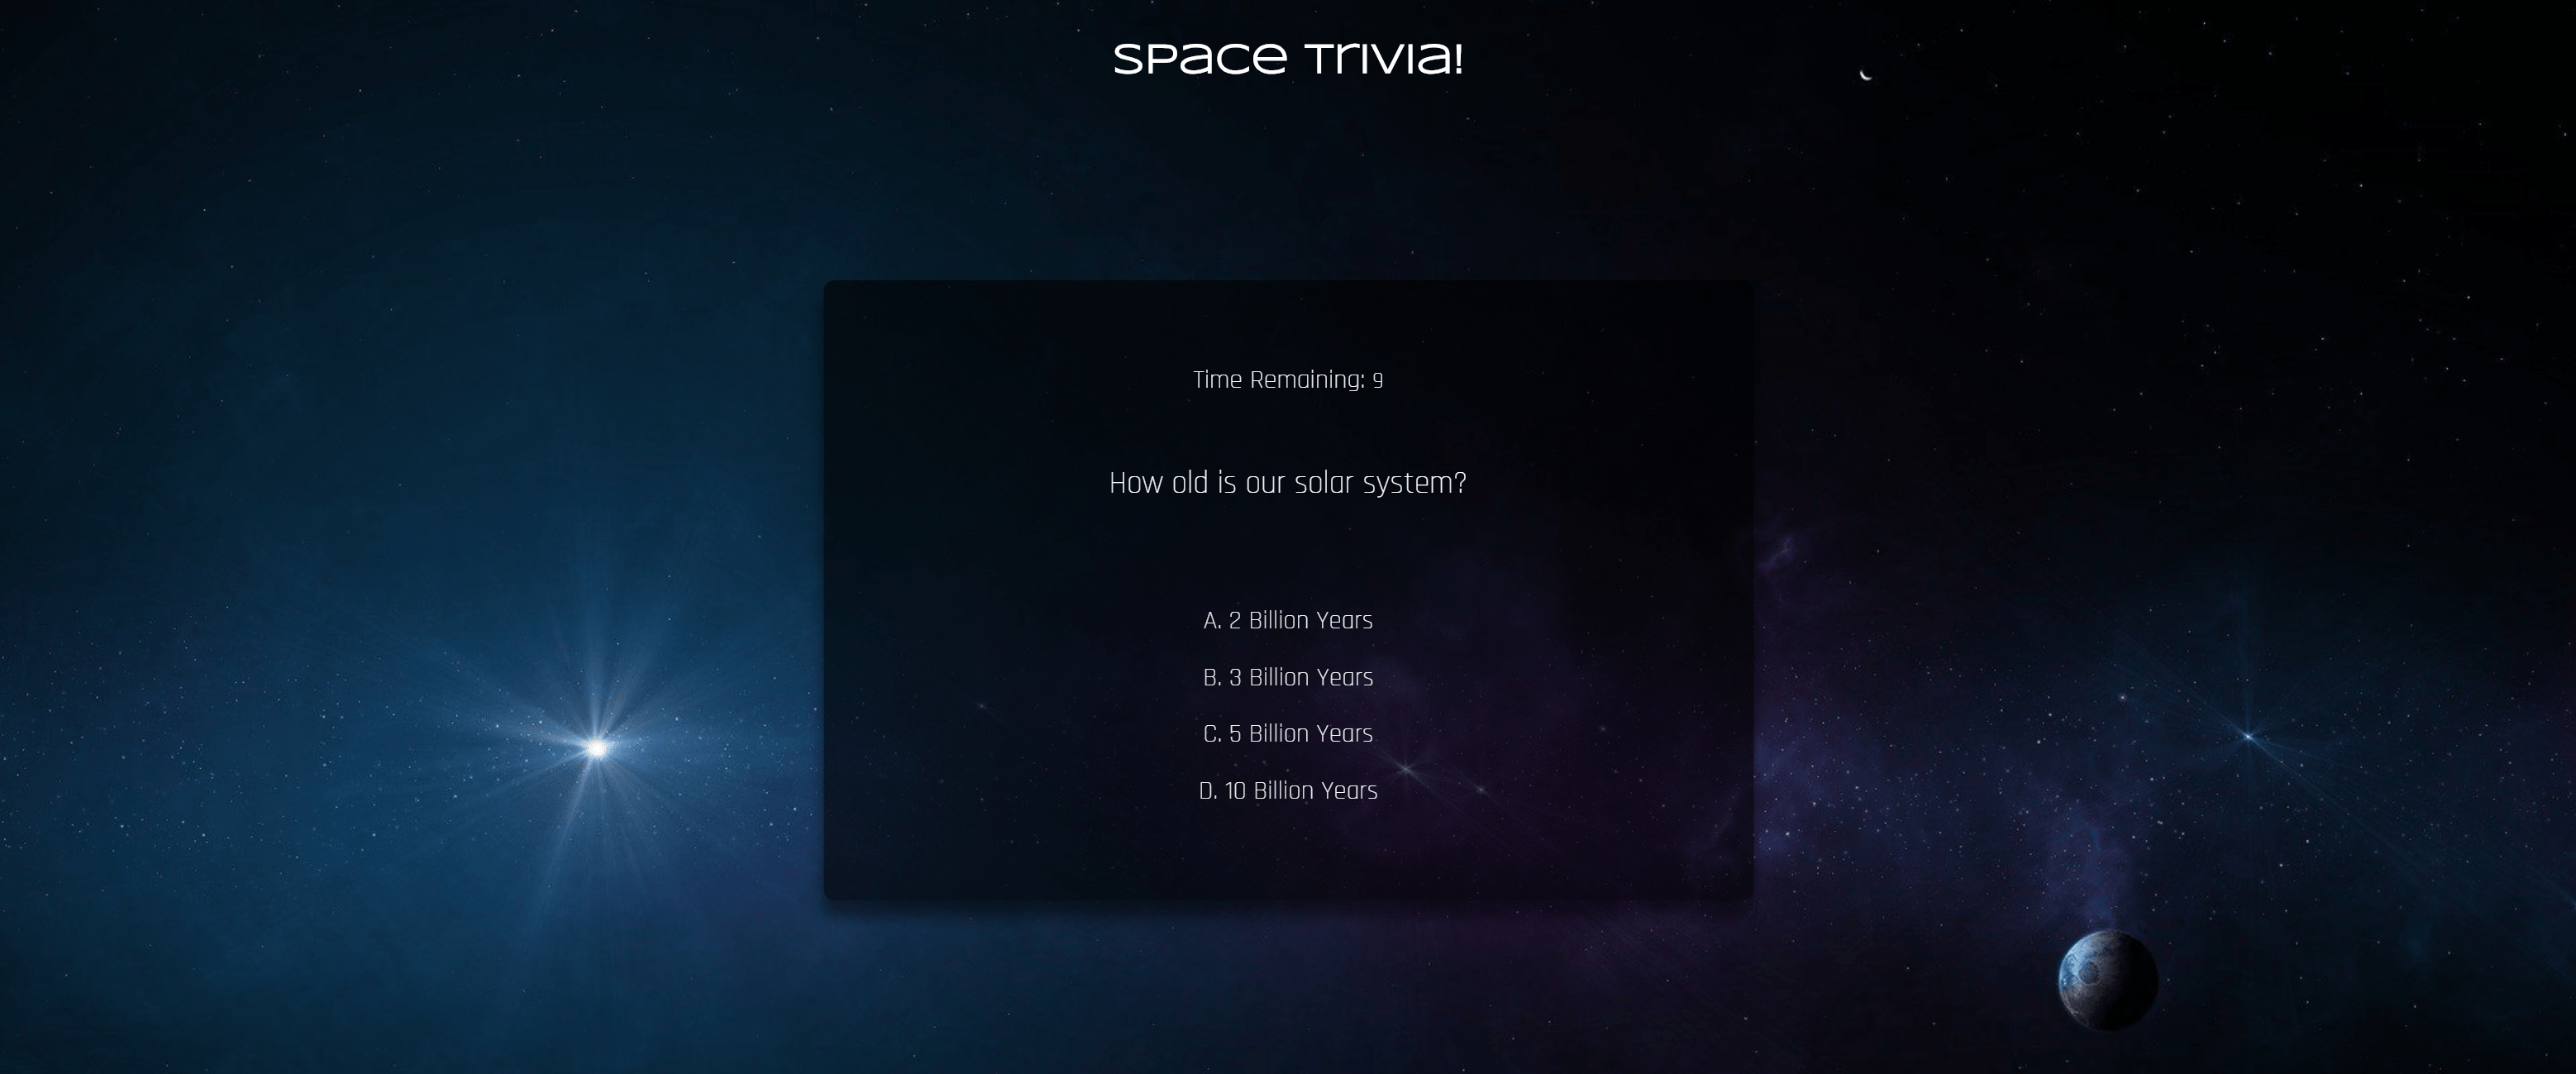 Space Trivia!
Time Remaining: 9
How old is our solar system?
A. 2 Billion Years
B. 3 Billion Years
C. 5 Billion Years
D. 10 Billion Years